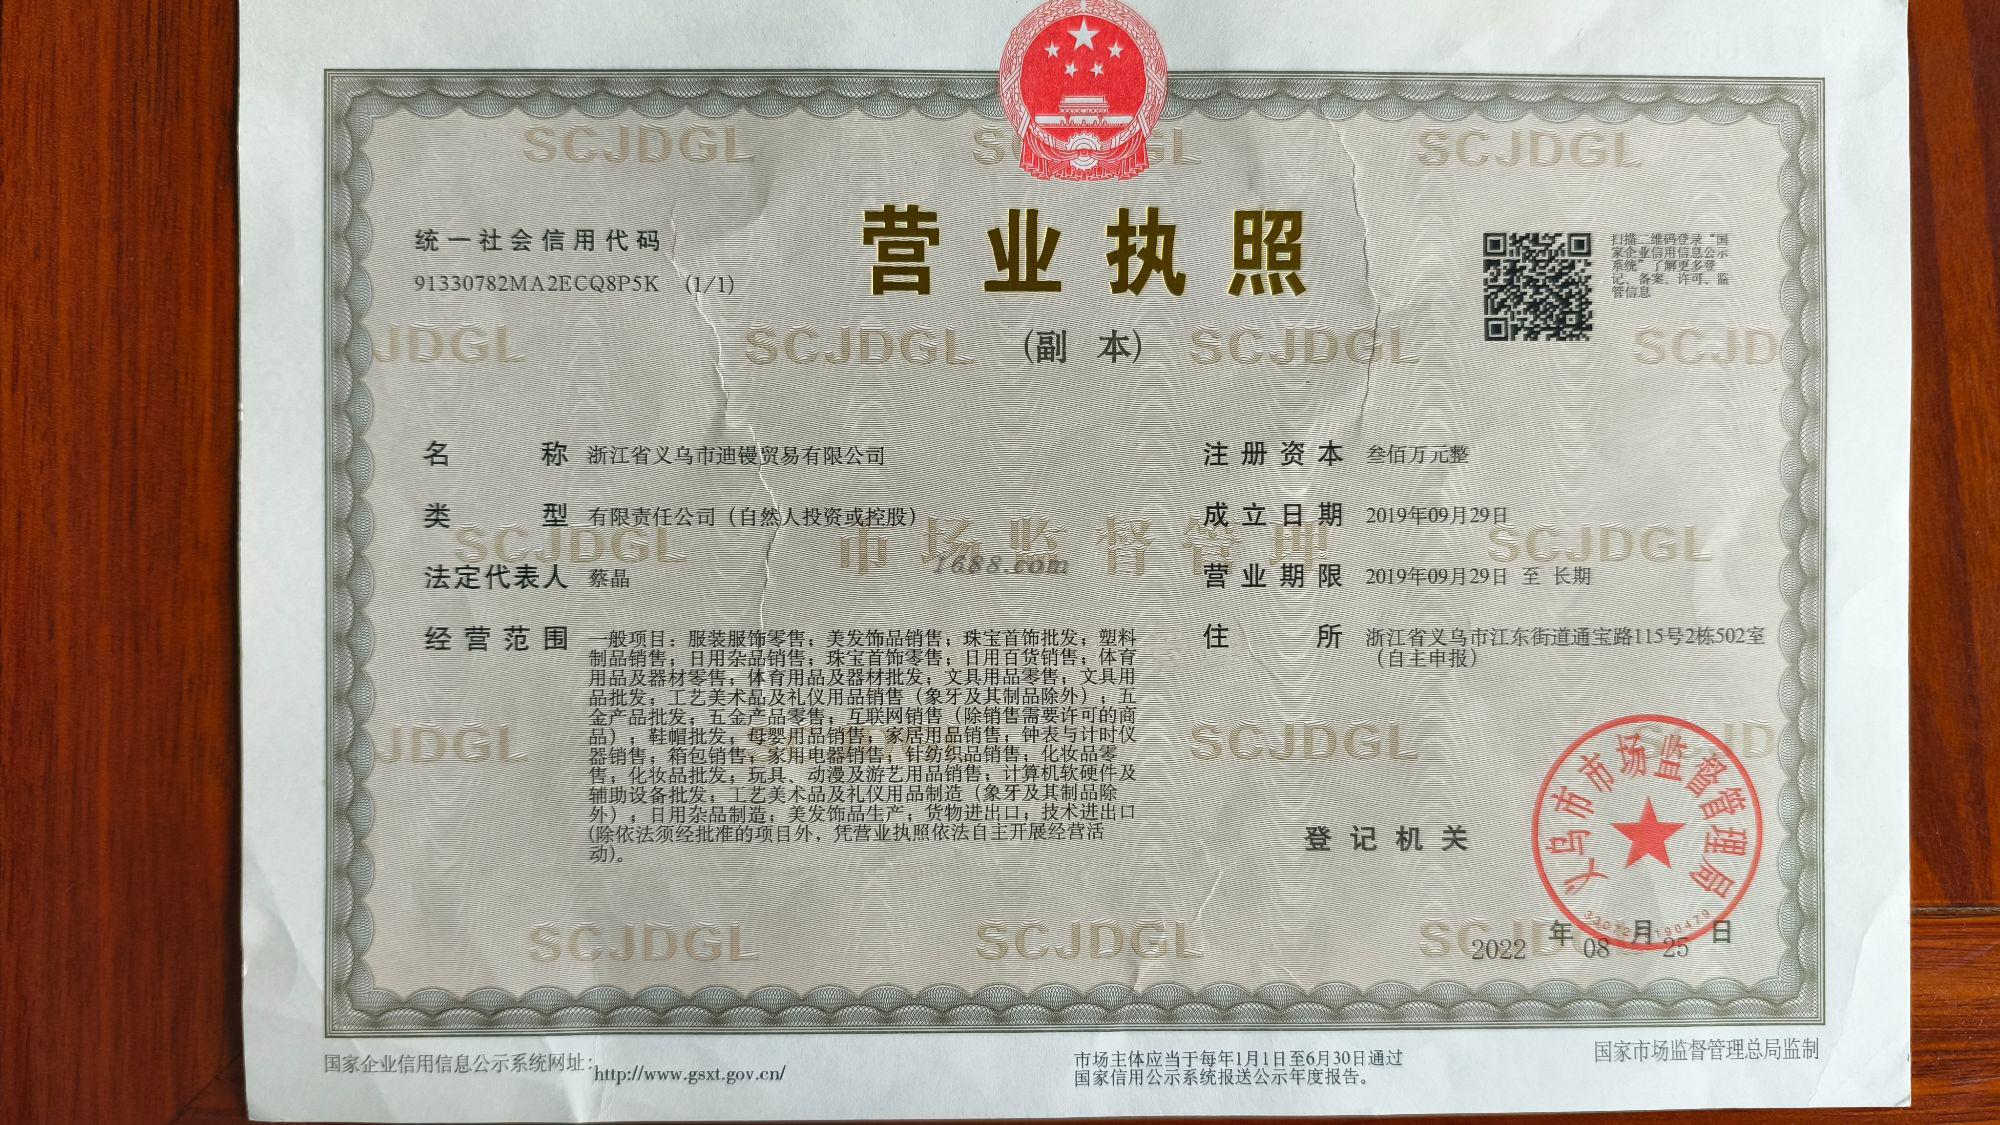 SCJDGL SCJDGL SCJDGL
营业执照
(副 本)
统一社会信用代码
91330782MA2ECQ8P5K (1/1)
扫描二维码登录“国
家企业信用信息公示
系统”了解更多登
记、备案、许可、监
管信息
JDGL SCJDGL SCJDGL SCJD
名 称 浙江省义乌市迪镘贸易有限公司
类 型 有限责任公司（自然人投资或控股）
法定代表人 蔡晶
经营范围 一般项目：服装服饰零售；美发饰品销售；珠宝首饰批发；塑料
制品销售；日用杂品销售；珠宝首饰零售；日用百货销售；体育
用品及器材零售；体育用品及器材批发；文具用品零售；文具用
品批发；工艺美术品及礼仪用品销售（象牙及其制品除外）；五
金产品批发；五金产品零售；互联网销售（除销售需要许可的商
品）；鞋帽批发；母婴用品销售；家居用品销售；钟表与计时仪
器销售；箱包销售；家用电器销售；针纺织品销售；化妆品零
售；化妆品批发；玩具、动漫及游艺用品销售；计算机软硬件及
辅助设备批发；工艺美术品及礼仪用品制造（象牙及其制品除
外）；日用杂品制造；美发饰品生产；货物进出口；技术进出口
(除依法须经批准的项目外，凭营业执照依法自主开展经营活
动)。
注册资本 叁佰万元整
成立日期 2019年09月29日
营业期限 2019年09月29日 至 长期
住 所 浙江省义乌市江东街道通宝路115号2栋502室
（自主申报）
SCJDGL 市场监督管理 SCJDGL
1688.com
JDGL SCJDGL JD
登记机关
义乌市市场监督管理局
2022 年 08 月 25 日
SCJDGL SCJDGL SCJDGL
国家企业信用信息公示系统网址：http://www.gsxt.gov.cn/
市场主体应当于每年1月1日至6月30日通过
国家信用公示系统报送公示年度报告。
国家市场监督管理总局监制